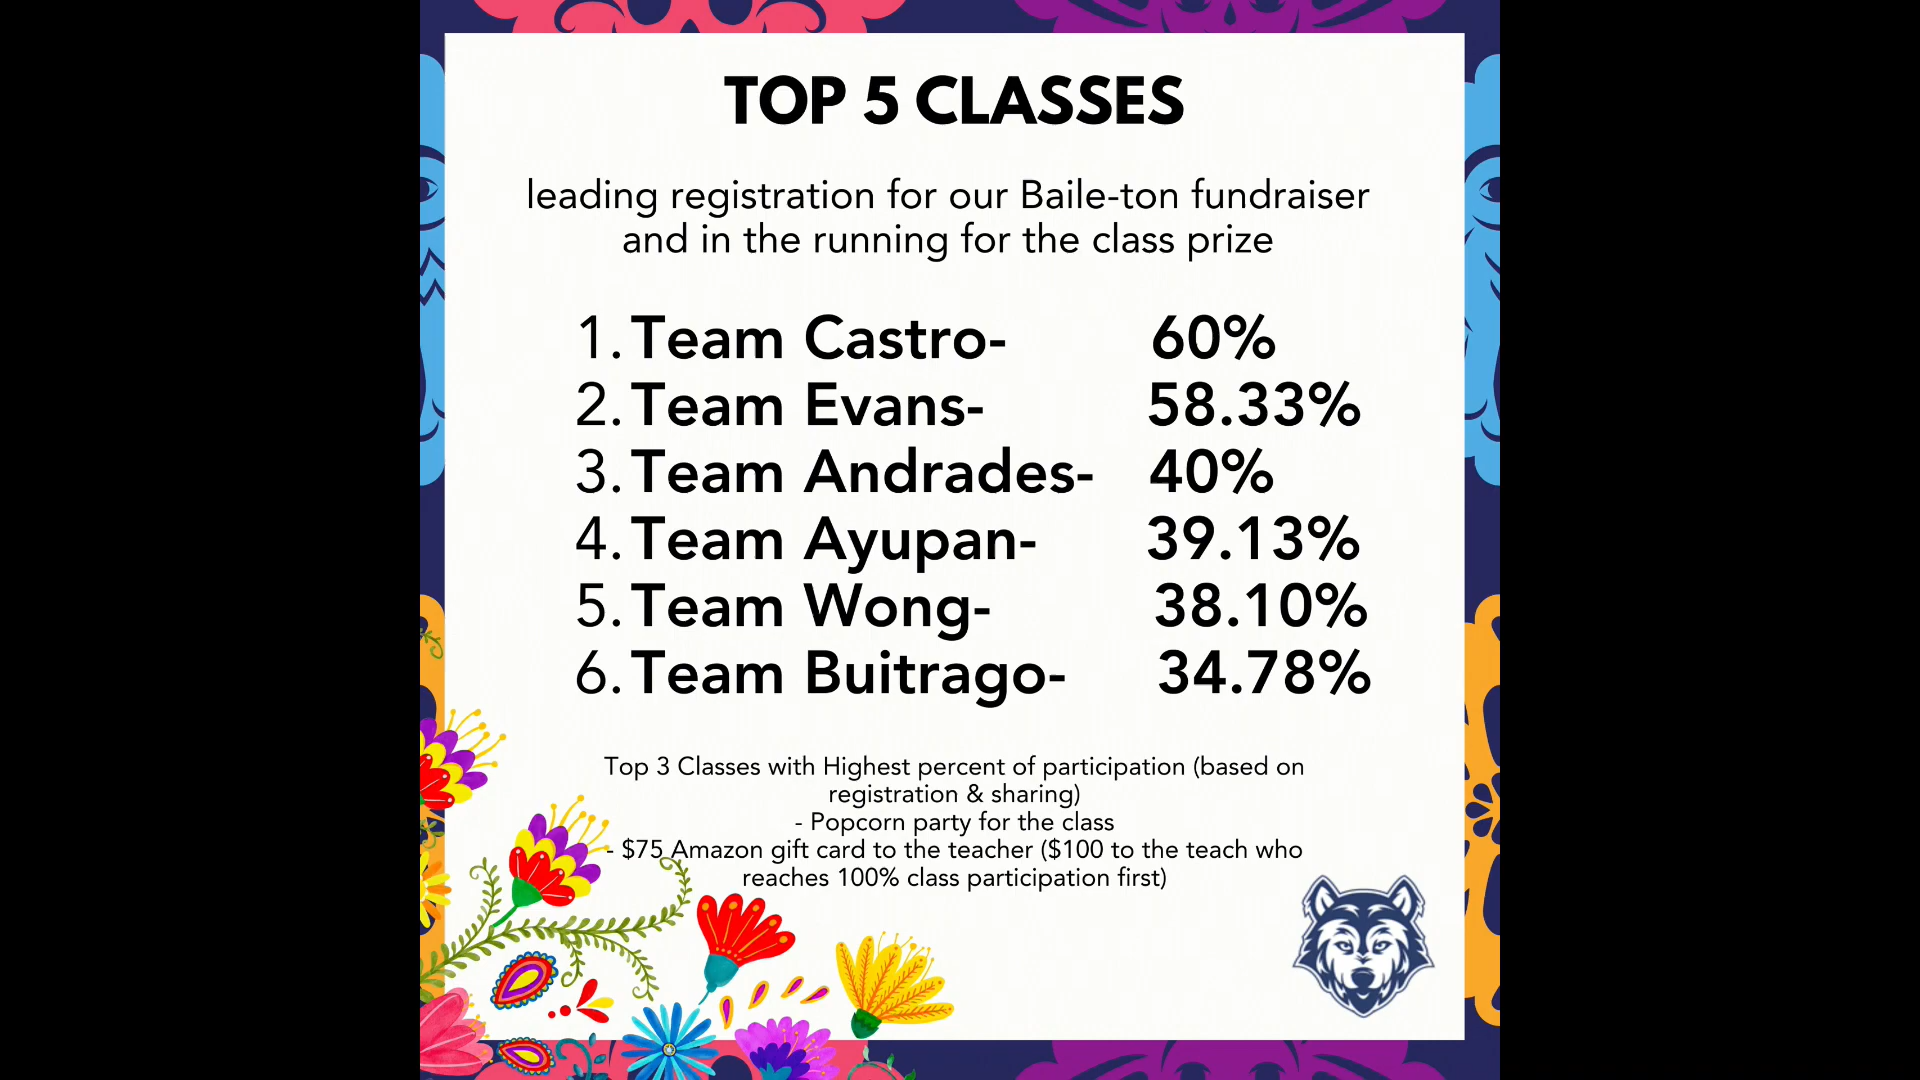 TOP 5 CLASSES
leading registration for our Baile-ton fundraiser
and in the running for the class prize
1. Team Castro- 60%
2. Team Evans- 58.33%
3. Team Andrades- 40%
4. Team Ayupan- 39.13%
5. Team Wong- 38.10%
6. Team Buitrago- 34.78%
Top 3 Classes with Highest percent of participation (based on
registration & sharing)
- Popcorn party for the class
- $75 Amazon gift card to the teacher ($100 to the teach who
reaches 100% class participation first)